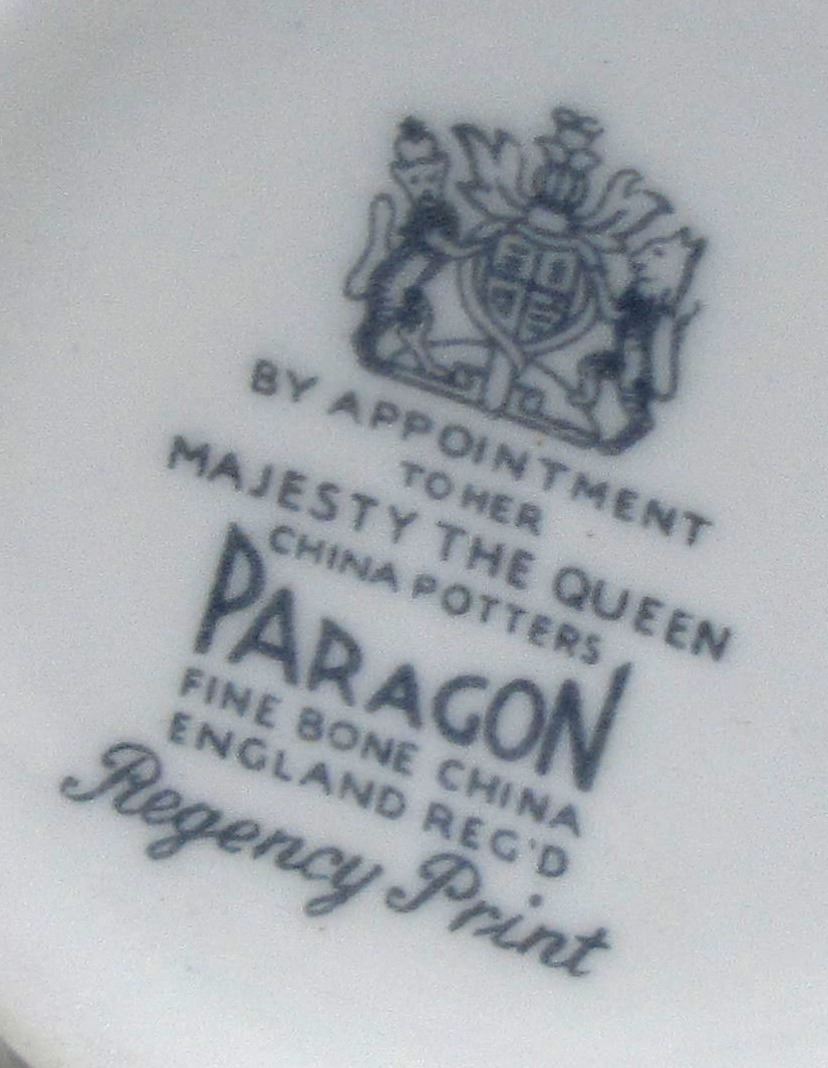 BY APPOINTMENT
TO HER
MAJESTY THE QUEEN
CHINA POTTERS
PARAGON
FINE BONE CHINA
ENGLAND REG'D
Regency Print